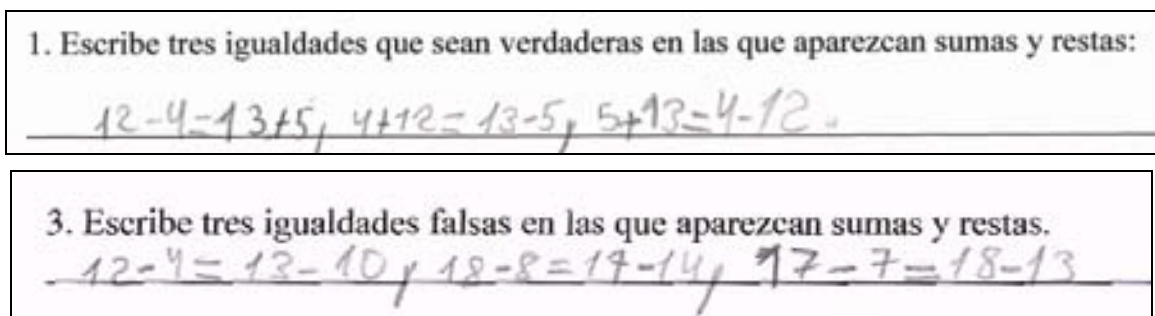 1. Escribe tres igualdades que sean verdaderas en las que aparezcan sumas y restas:
12-4=13+5, 4+12=13-5, 5+13=4-12.
3. Escribe tres igualdades falsas en las que aparezcan sumas y restas.
12-4=13-10, 18-8=17-14, 17-7=18-13